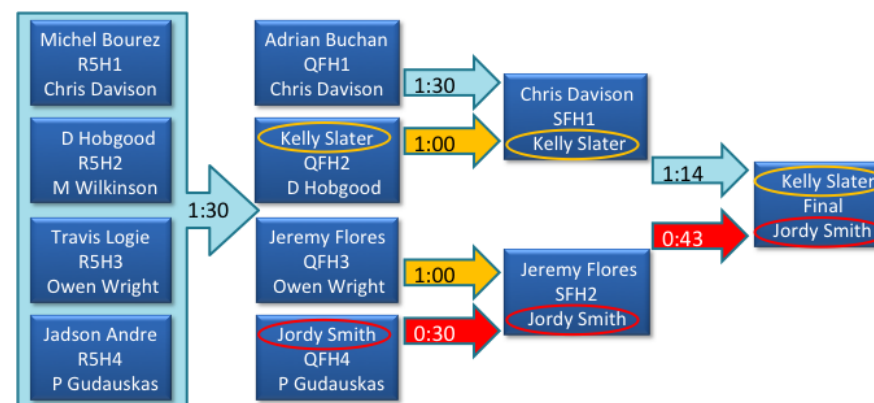 Michel Bourez
R5H1
Chris Davison
D Hobgood
R5H2
M Wilkinson
Travis Logie
R5H3
Owen Wright
Jadson Andre
R5H4
P Gudauskas
1:30
Adrian Buchan
QFH1
Chris Davison
Kelly Slater
QFH2
D Hobgood
Jeremy Flores
QFH3
Owen Wright
Jordy Smith
QFH4
P Gudauskas
1:30
1:00
1:00
0:30
Chris Davison
SFH1
Kelly Slater
Jeremy Flores
SFH2
Jordy Smith
1:14
0:43
Kelly Slater
Final
Jordy Smith